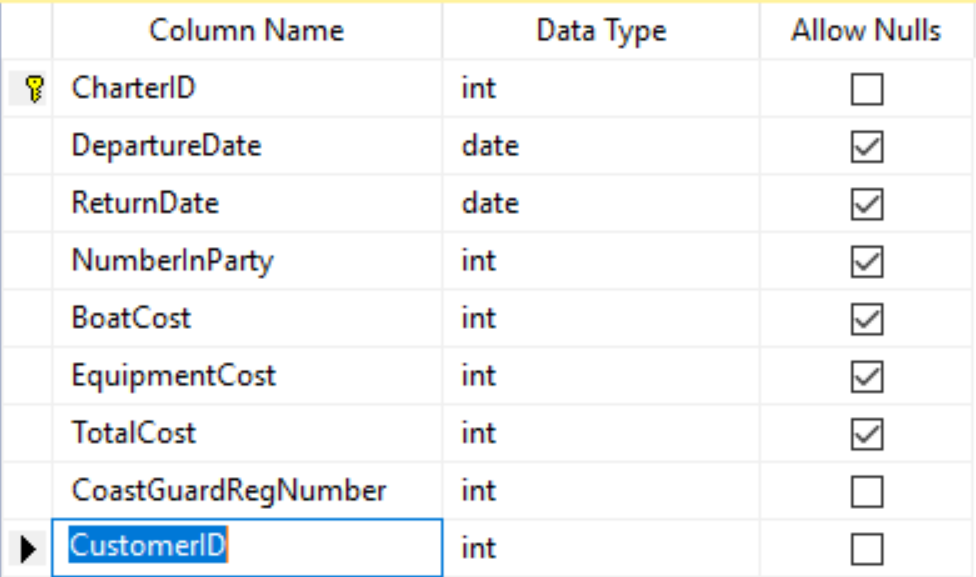 Column Name Data Type Allow Nulls
CharterID int
DepartureDate date
ReturnDate date
NumberInParty int
BoatCost int
EquipmentCost int
TotalCost int
CoastGuardRegNumber int
CustomerID int